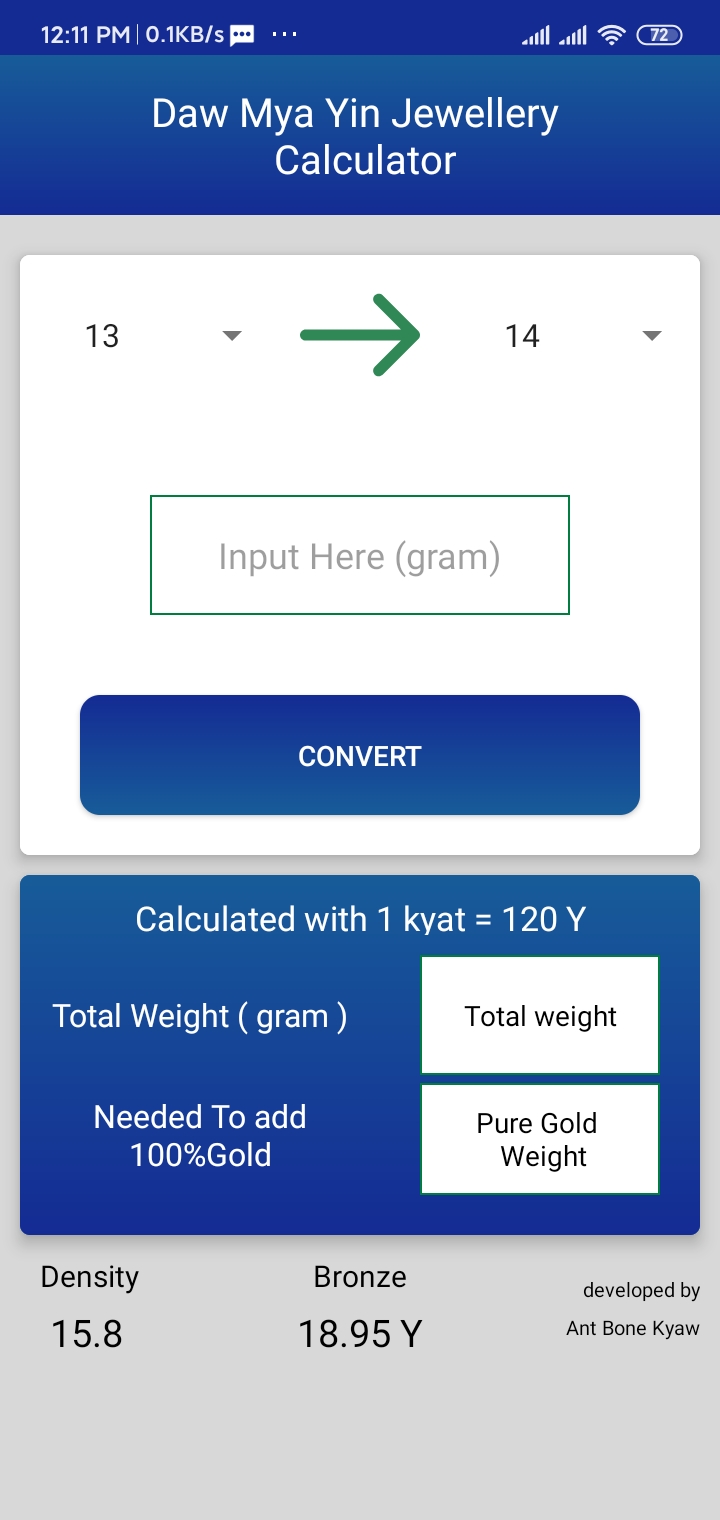 12:11 PM | 0.1KB/s ...
72
Daw Mya Yin Jewellery
Calculator
13
14
Input Here (gram)
CONVERT
Calculated with 1 kyat = 120 Y
Total Weight ( gram )
Total weight
Needed To add
100%Gold
Pure Gold
Weight
Density
Bronze
developed by
15.8
18.95 Y
Ant Bone Kyaw